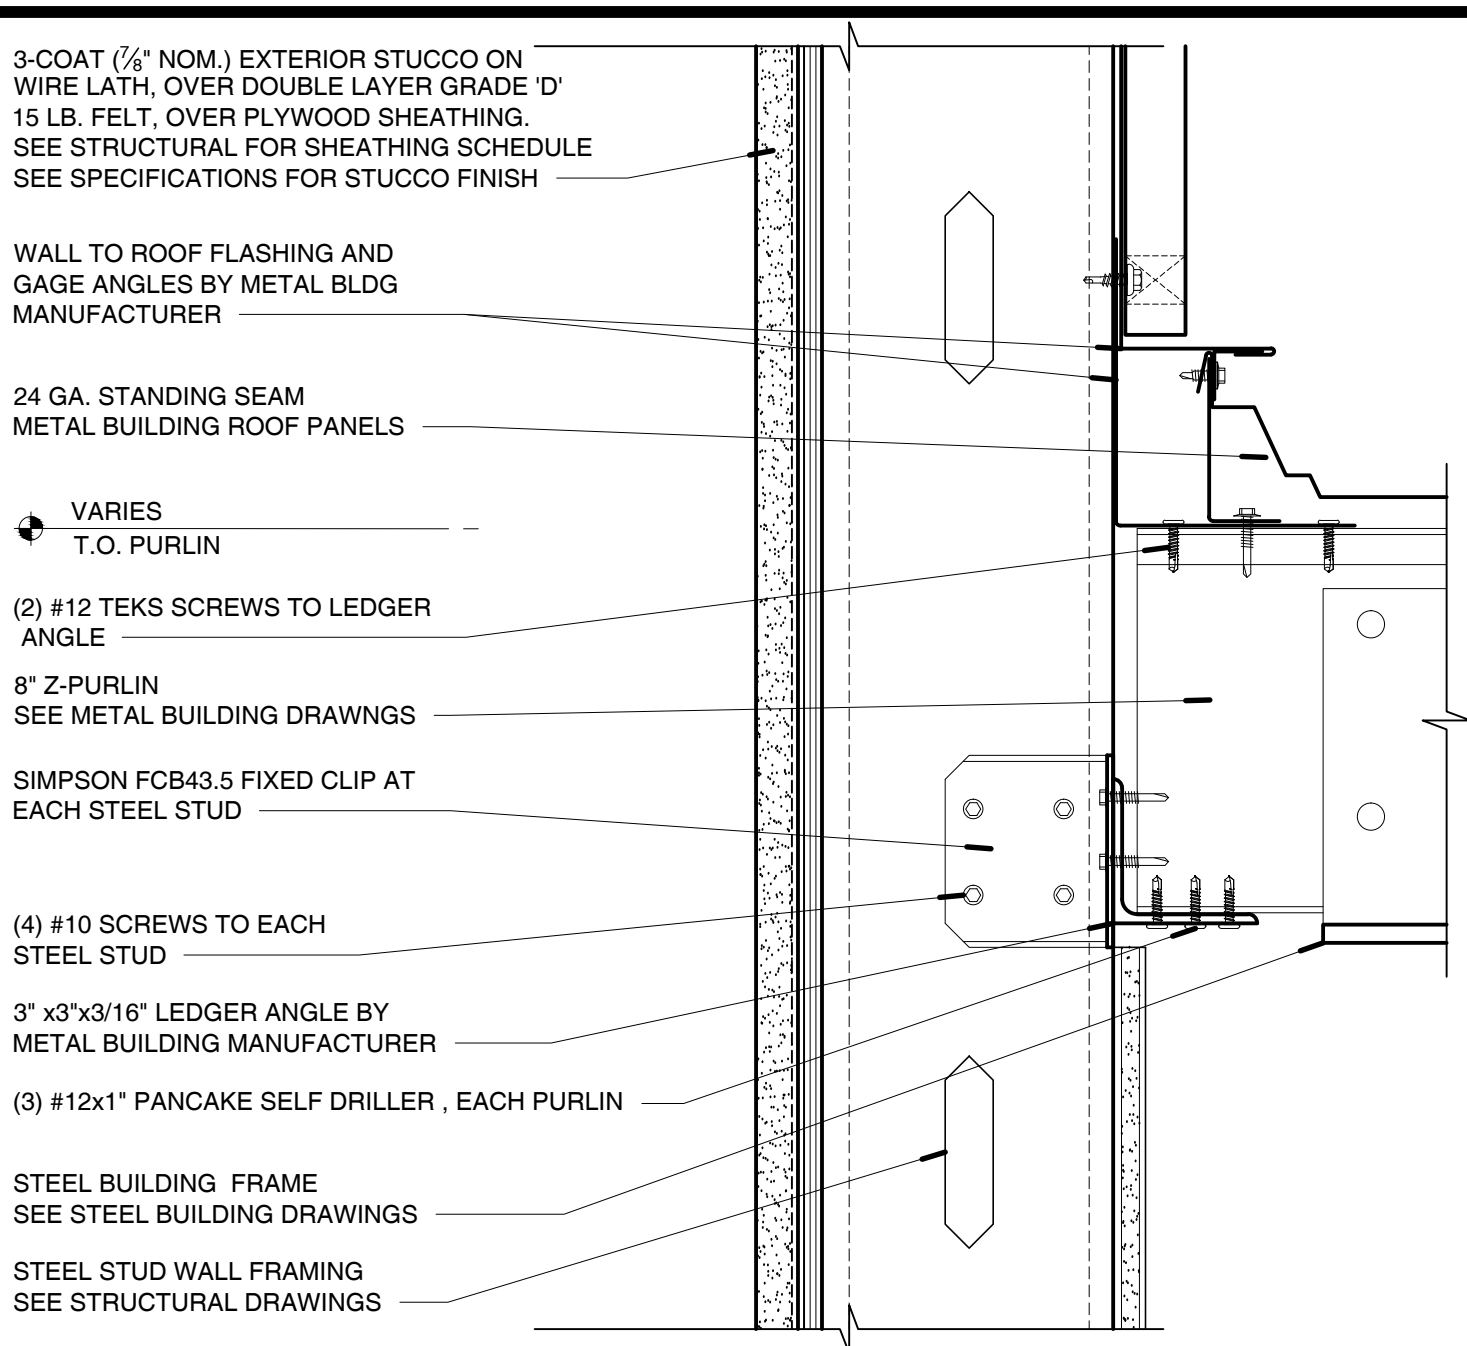 3-COAT (⅞" NOM.) EXTERIOR STUCCO ON
WIRE LATH, OVER DOUBLE LAYER GRADE 'D'
15 LB. FELT, OVER PLYWOOD SHEATHING.
SEE STRUCTURAL FOR SHEATHING SCHEDULE
SEE SPECIFICATIONS FOR STUCCO FINISH
WALL TO ROOF FLASHING AND
GAGE ANGLES BY METAL BLDG
MANUFACTURER
24 GA. STANDING SEAM
METAL BUILDING ROOF PANELS
VARIES
T.O. PURLIN
(2) #12 TEKS SCREWS TO LEDGER
ANGLE
8" Z-PURLIN
SEE METAL BUILDING DRAWNGS
SIMPSON FCB43.5 FIXED CLIP AT
EACH STEEL STUD
(4) #10 SCREWS TO EACH
STEEL STUD
3" x3"x3/16" LEDGER ANGLE BY
METAL BUILDING MANUFACTURER
(3) #12x1" PANCAKE SELF DRILLER , EACH PURLIN
STEEL BUILDING  FRAME
SEE STEEL BUILDING DRAWINGS
STEEL STUD WALL FRAMING
SEE STRUCTURAL DRAWINGS